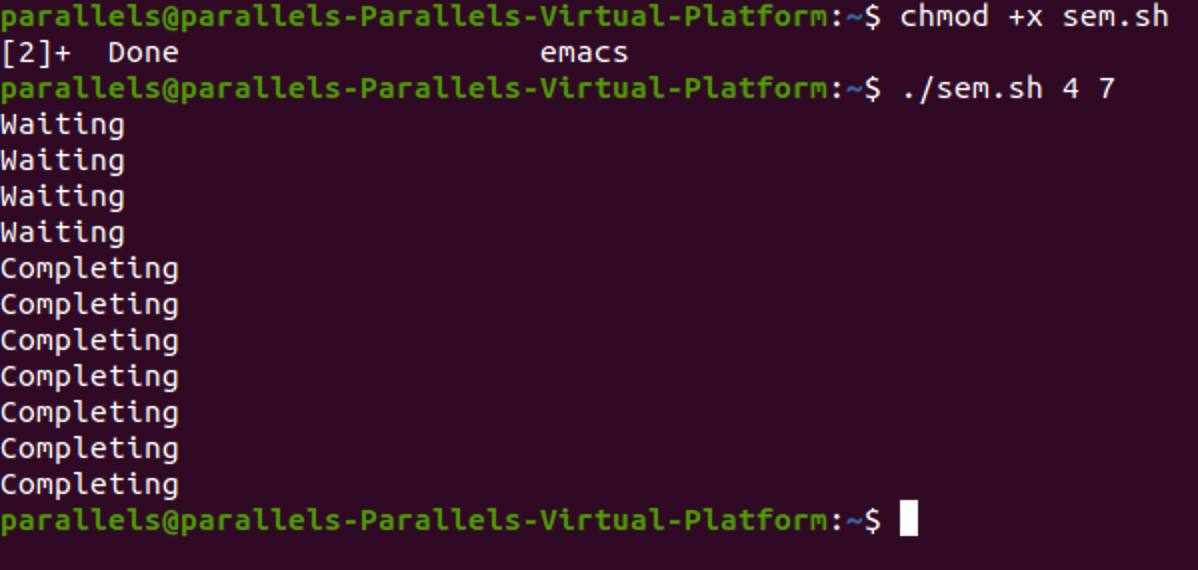 parallels@parallels-Parallels-Virtual-Platform:~$ chmod +x sem.sh
[2]+  Done                    emacs
parallels@parallels-Parallels-Virtual-Platform:~$ ./sem.sh 4 7
Waiting
Waiting
Waiting
Waiting
Completing
Completing
Completing
Completing
Completing
Completing
Completing
parallels@parallels-Parallels-Virtual-Platform:~$